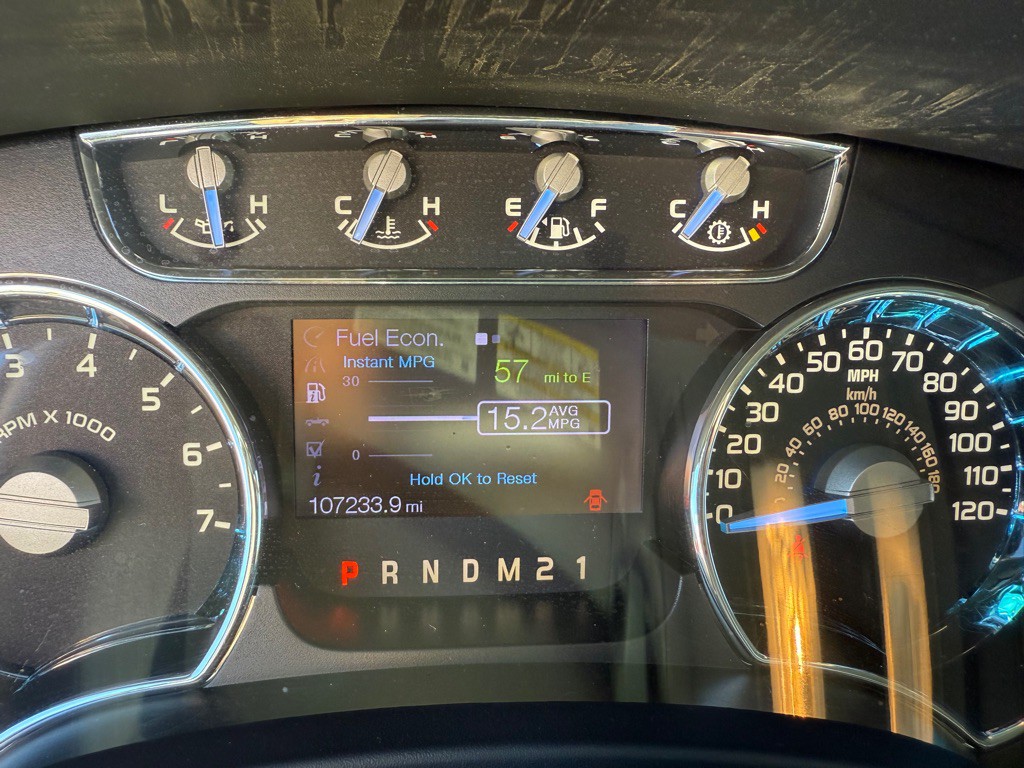 L H C H E F C H
Fuel Econ.
Instant MPG
57 mi to E
30
15.2 AVG MPG
0
Hold OK to Reset
107233.9 mi
P R N D M 2 1
3 4 5 6 7
RPM X 1000
0 10 20 30 40 50 60 70 80 90 100 110 120
MPH
km/h
20 40 60 80 100 120 140 160 180
i